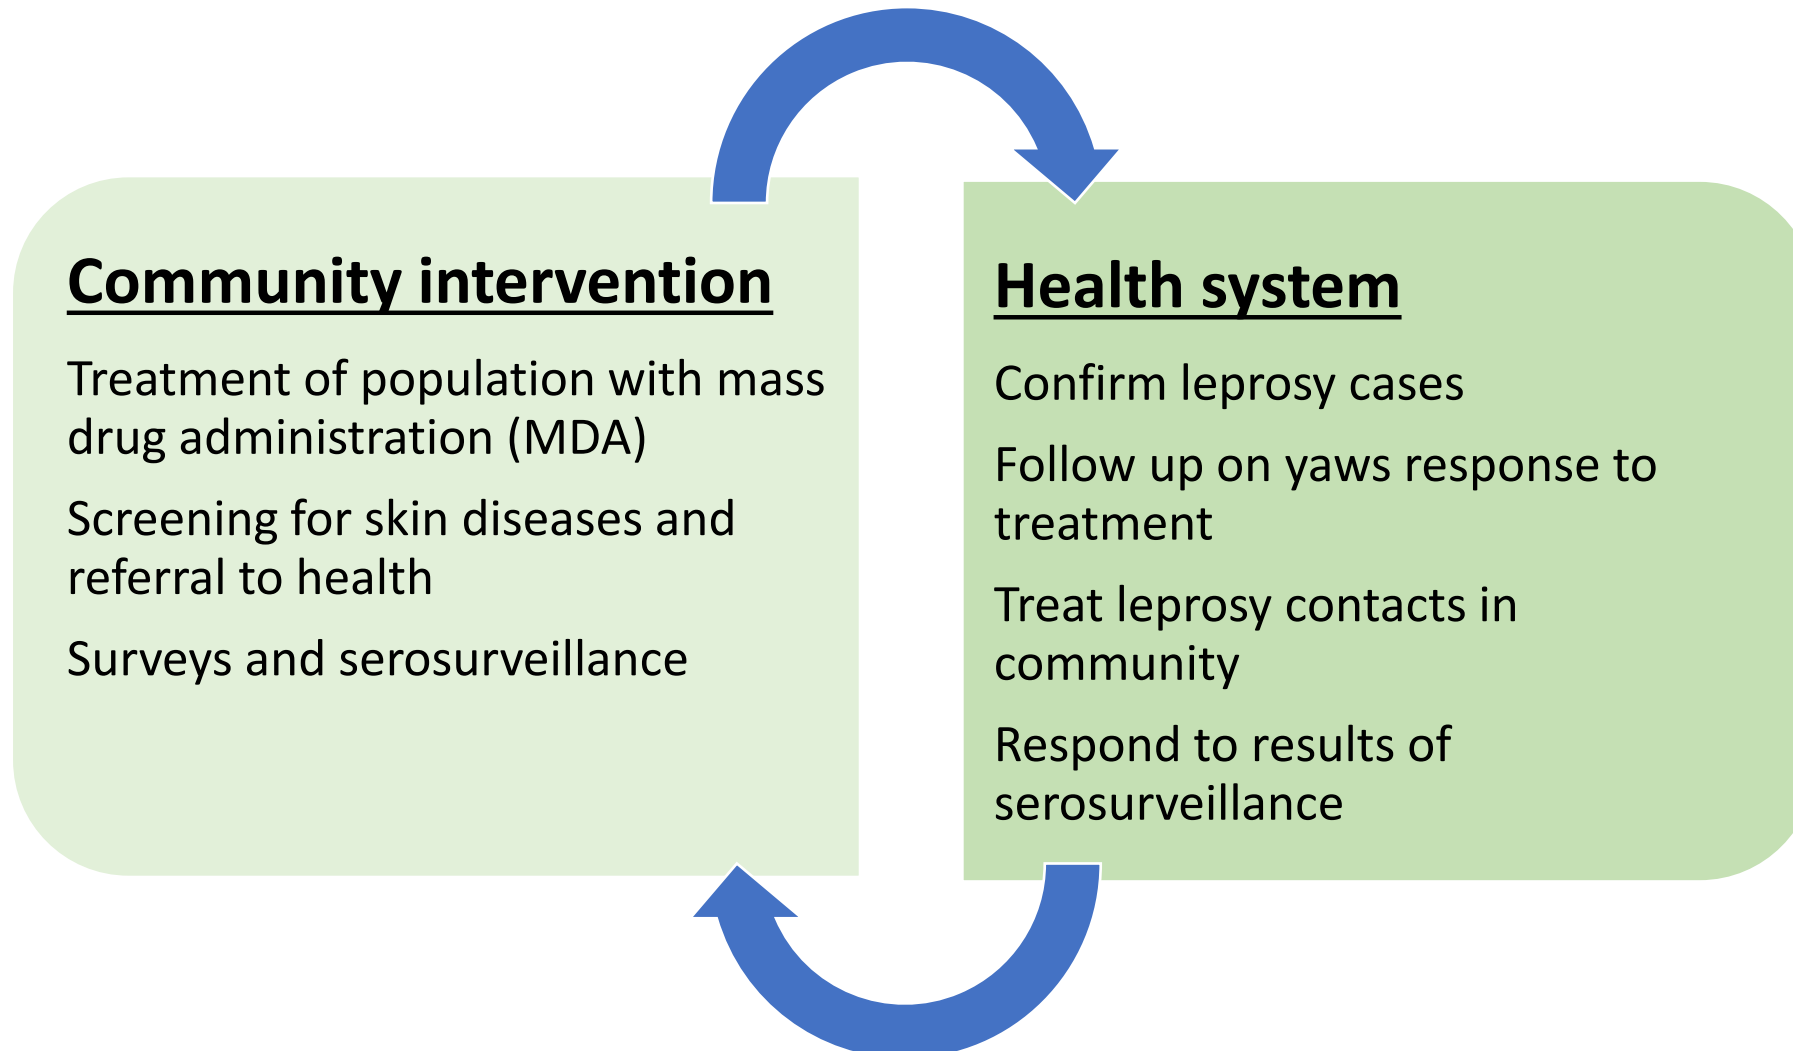 Community intervention
Treatment of population with mass
drug administration (MDA)
Screening for skin diseases and
referral to health
Surveys and serosurveillance
Health system
Confirm leprosy cases
Follow up on yaws response to
treatment
Treat leprosy contacts in
community
Respond to results of
serosurveillance